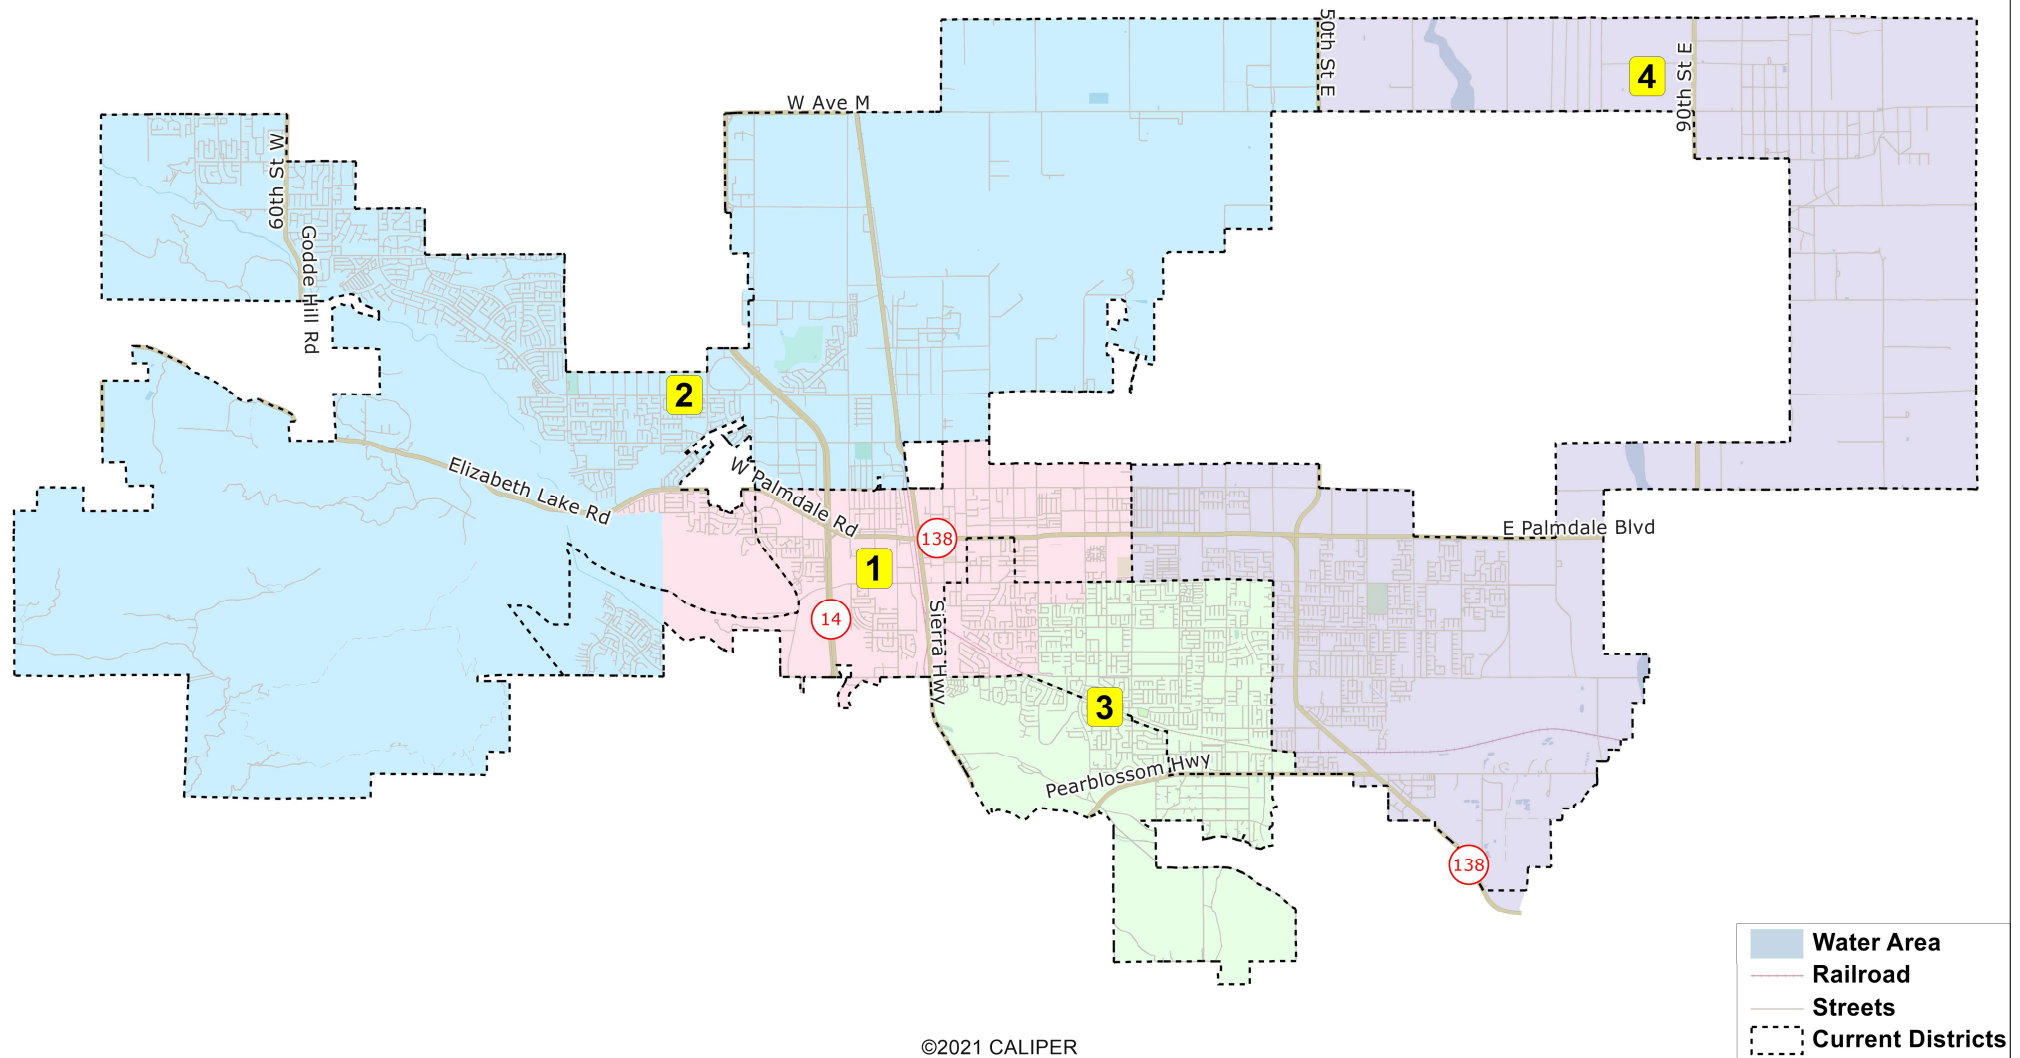 50th St E
4
90th St E
W Ave M
60th St W
Godde Hill Rd
2
Elizabeth Lake Rd
W Palmdale Rd
138
E Palmdale Blvd
1
14
Sierra HWY
3
Pearblossom Hwy
138
Water Area
Railroad
Streets
Current Districts
©2021 CALIPER